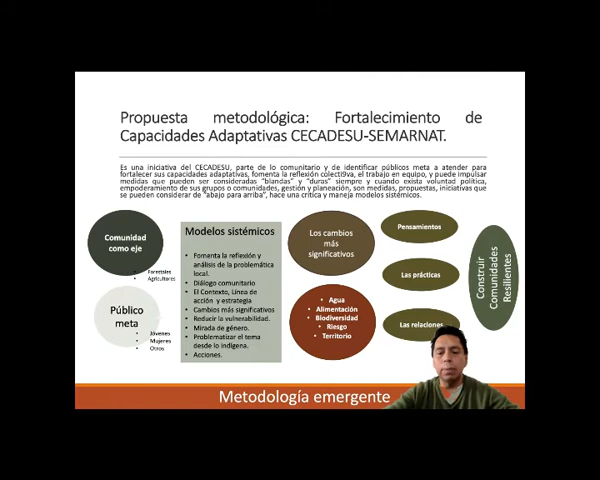 Propuesta metodológica: Fortalecimiento de
Capacidades Adaptativas CECADESU-SEMARNAT.
Es una iniciativa del CECADESU, parte de lo comunitario y de identificar públicos meta a atender para
fortalecer sus capacidades adaptativas, fomenta la reflexión colecti9va, el trabajo en equipo, y puede impulsar
medidas que pueden ser consideradas "blandas" y "duras" siempre y cuando exista voluntad política,
empoderamiento de sus grupos o comunidades, gestión y planeación, son medidas, propuestas, iniciativas que
se pueden considerar de "abajo para arriba", hace una critica y maneja modelos sistémicos.
Comunidad
como eje
• Forestales
• Agricultores
Público
meta
• Jóvenes
• Mujeres
• Otros
Modelos sistémicos
• Fomenta la reflexión y
análisis de la problemática
local.
• Diálogo comunitario
• El Contexto, Línea de
acción y estrategia
• Cambios más significativos
• Reducir la vulnerabilidad.
• Mirada de género.
• Problematizar el tema
desde lo indígena.
• Acciones.
Los cambios
más
significativos
• Agua
• Alimentación
• Biodiversidad
• Riesgo
• Territorio
Pensamientos
Las prácticas
Las relaciones
Construir
Comunidades
Resilientes
Metodología emergente